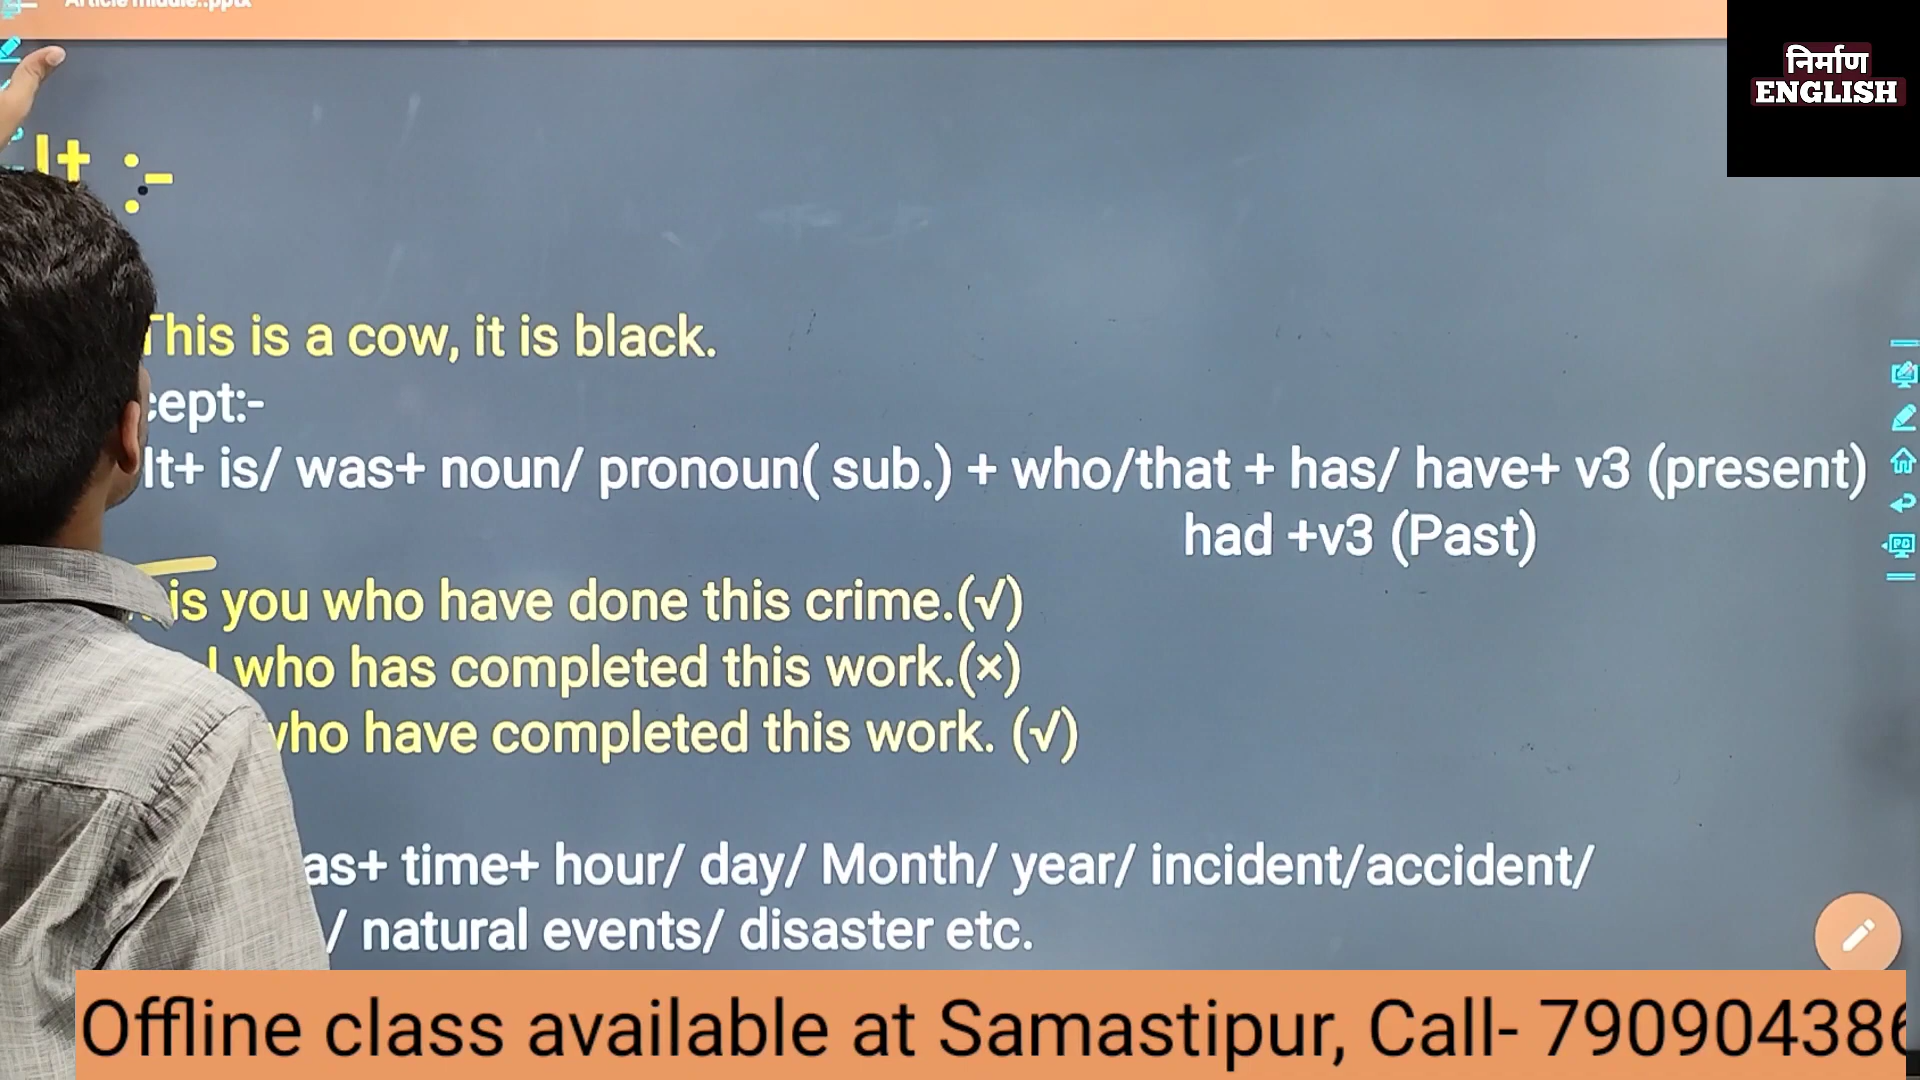 Article middle..pptx
निर्माण
ENGLISH
It :-
This is a cow, it is black.
cept:-
It+ is/ was+ noun/ pronoun( sub.) + who/that + has/ have+ v3 (present)
had +v3 (Past)
is you who have done this crime.(√)
I who has completed this work.(×)
who have completed this work. (√)
as+ time+ hour/ day/ Month/ year/ incident/accident/
/ natural events/ disaster etc.
Offline class available at Samastipur, Call- 790904386